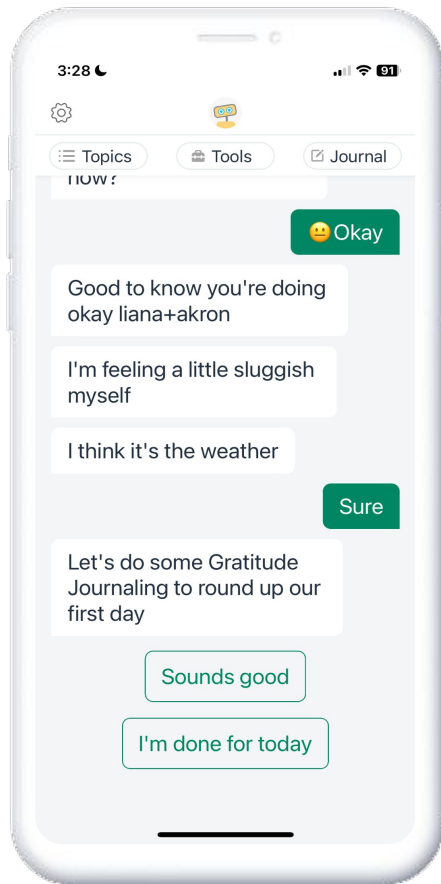 3:28
91
Topics
Tools
Journal
now?
Okay
Good to know you're doing
okay liana+akron
I'm feeling a little sluggish
myself
I think it's the weather
Sure
Let's do some Gratitude
Journaling to round up our
first day
Sounds good
I'm done for today